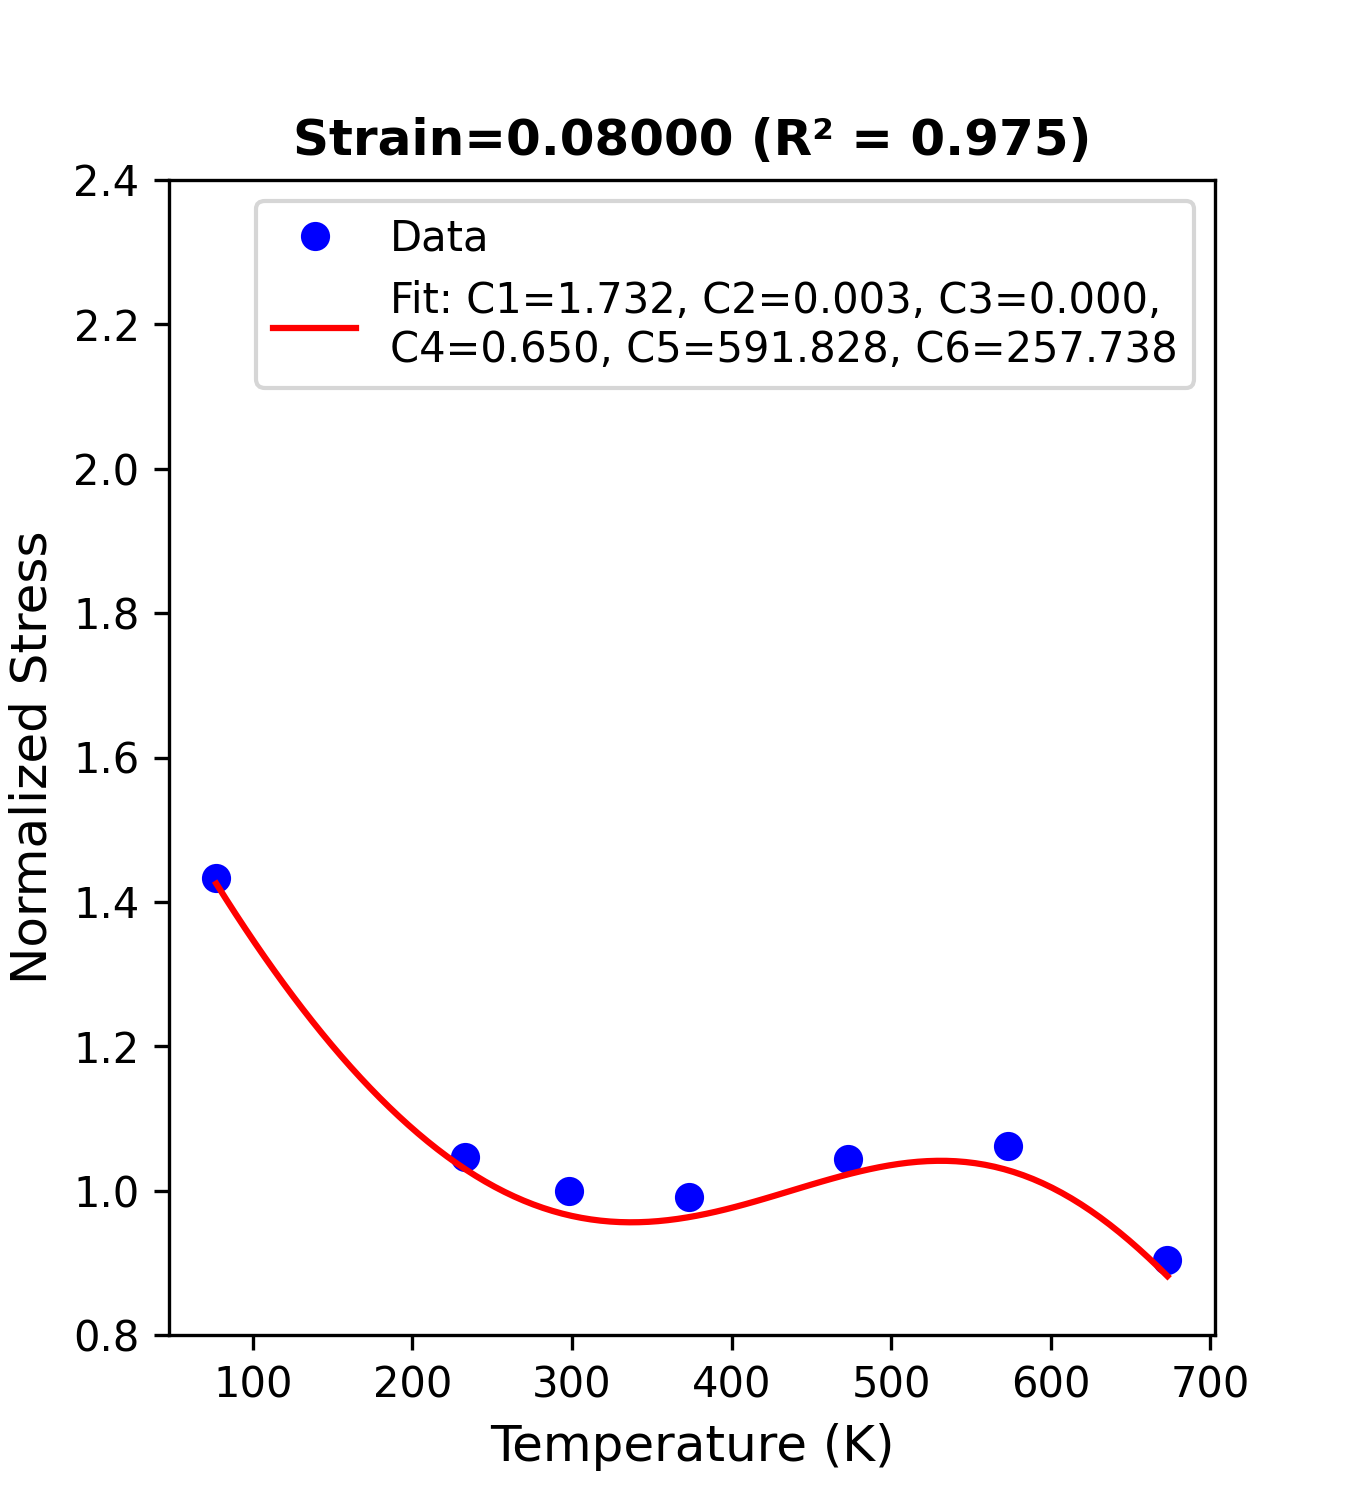 Strain=0.08000 (R² = 0.975)
Data
Fit: C1=1.732, C2=0.003, C3=0.000,
C4=0.650, C5=591.828, C6=257.738
Normalized Stress
2.4
2.2
2.0
1.8
1.6
1.4
1.2
1.0
0.8
100 200 300 400 500 600 700
Temperature (K)